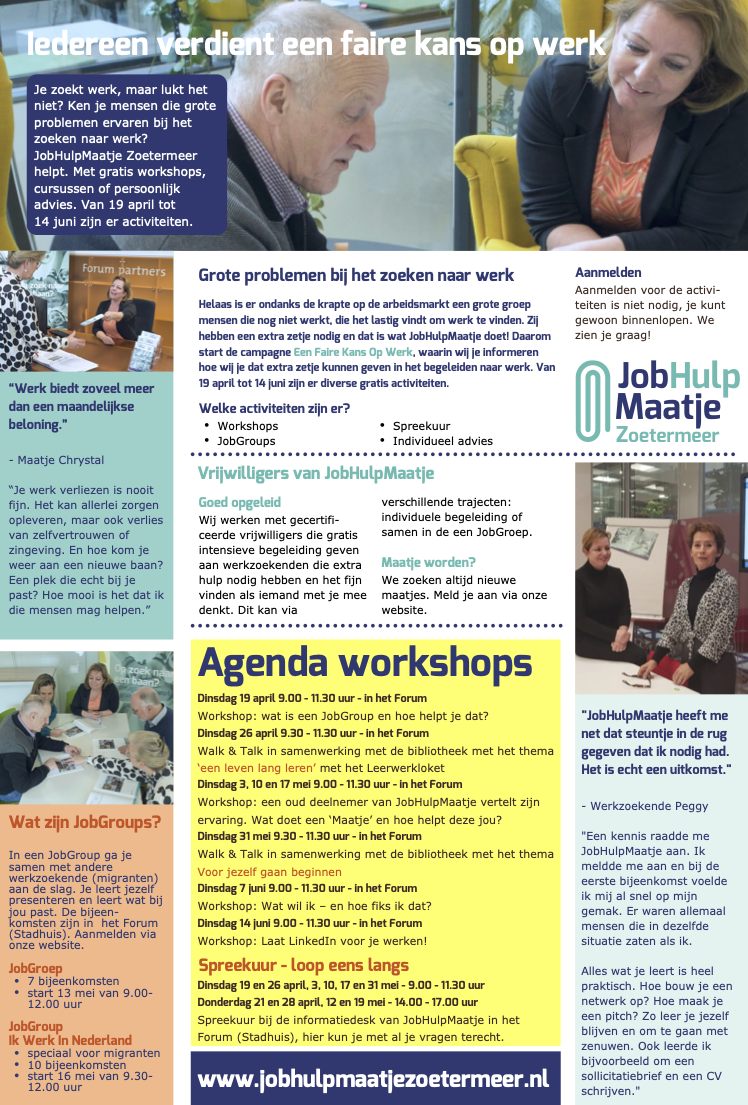 Iedereen verdient een faire kans op werk
Je zoekt werk, maar lukt het
niet? Ken je mensen die grote
problemen ervaren bij het
zoeken naar werk?
JobHulpMaatje Zoetermeer
helpt. Met gratis workshops,
cursussen of persoonlijk
advies. Van 19 april tot
14 juni zijn er activiteiten.
Forum partners
“Werk biedt zoveel meer
dan een maandelijkse
beloning.”
- Maatje Chrystal
“Je werk verliezen is nooit
fijn. Het kan allerlei zorgen
opleveren, maar ook verlies
van zelfvertrouwen of
zingeving. En hoe kom je
weer aan een nieuwe baan?
Een plek die echt bij je
past? Hoe mooi is het dat ik
die mensen mag helpen.”
Grote problemen bij het zoeken naar werk
Helaas is er ondanks de krapte op de arbeidsmarkt een grote groep
mensen die nog niet werkt, die het lastig vindt om werk te vinden. Zij
hebben een extra zetje nodig en dat is wat JobHulpMaatje doet! Daarom
start de campagne Een Faire Kans Op Werk, waarin wij je informeren
hoe wij je dat extra zetje kunnen geven in het begeleiden naar werk. Van
19 april tot 14 juni zijn er diverse gratis activiteiten.
Welke activiteiten zijn er?
• Workshops
• JobGroups
• Spreekuur
• Individueel advies
Aanmelden
Aanmelden voor de activi-
teiten is niet nodig, je kunt
gewoon binnenlopen. We
zien je graag!
JobHulp
Maatje
Zoetermeer
Vrijwilligers van JobHulpMaatje
Goed opgeleid
Wij werken met gecertifi-
ceerde vrijwilligers die gratis
intensieve begeleiding geven
aan werkzoekenden die extra
hulp nodig hebben en het fijn
vinden als iemand met je mee
denkt. Dit kan via
verschillende trajecten:
individuele begeleiding of
samen in de een JobGroep.
Maatje worden?
We zoeken altijd nieuwe
maatjes. Meld je aan via onze
website.
Op zoek naar
een baan?
Wat zijn JobGroups?
In een JobGroup ga je
samen met andere
werkzoekende (migranten)
aan de slag. Je leert jezelf
presenteren en leert wat bij
jou past. De bijeen-
komsten zijn in het Forum
(Stadhuis). Aanmelden via
onze website.
JobGroep
• 7 bijeenkomsten
• start 13 mei van 9.00-
12.00 uur
JobGroup
Ik Werk In Nederland
• speciaal voor migranten
• 10 bijeenkomsten
• start 16 mei van 9.30-
12.00 uur
Agenda workshops
Dinsdag 19 april 9.00 - 11.30 uur - in het Forum
Workshop: wat is een JobGroup en hoe helpt je dat?
Dinsdag 26 april 9.30 - 11.30 uur - in het Forum
Walk & Talk in samenwerking met de bibliotheek met het thema
‘een leven lang leren’ met het Leerwerkloket
Dinsdag 3, 10 en 17 mei 9.00 - 11.30 uur - in het Forum
Workshop: een oud deelnemer van JobHulpMaatje vertelt zijn
ervaring. Wat doet een ‘Maatje’ en hoe helpt deze jou?
Dinsdag 31 mei 9.30 - 11.30 uur - in het Forum
Walk & Talk in samenwerking met de bibliotheek met het thema
Voor jezelf gaan beginnen
Dinsdag 7 juni 9.00 - 11.30 uur - in het Forum
Workshop: Wat wil ik – en hoe fiks ik dat?
Dinsdag 14 juni 9.00 - 11.30 uur - in het Forum
Workshop: Laat LinkedIn voor je werken!
Spreekuur - loop eens langs
Dinsdag 19 en 26 april, 3, 10, 17 en 31 mei - 9.00 - 11.30 uur
Donderdag 21 en 28 april, 12 en 19 mei - 14.00 - 17.00 uur
Spreekuur bij de informatiedesk van JobHulpMaatje in het
Forum (Stadhuis), hier kun je met al je vragen terecht.
www.jobhulpmaatjezoetermeer.nl
"JobHulpMaatje heeft me
net dat steuntje in de rug
gegeven dat ik nodig had.
Het is echt een uitkomst."
- Werkzoekende Peggy
"Een kennis raadde me
JobHulpMaatje aan. Ik
meldde me aan en bij de
eerste bijeenkomst voelde
ik mij al snel op mijn
gemak. Er waren allemaal
mensen die in dezelfde
situatie zaten als ik.
Alles wat je leert is heel
praktisch. Hoe bouw je een
netwerk op? Hoe maak je
een pitch? Zo leer je jezelf
blijven en om te gaan met
zenuwen. Ook leerde ik
bijvoorbeeld om een
sollicitatiebrief en een CV
schrijven."